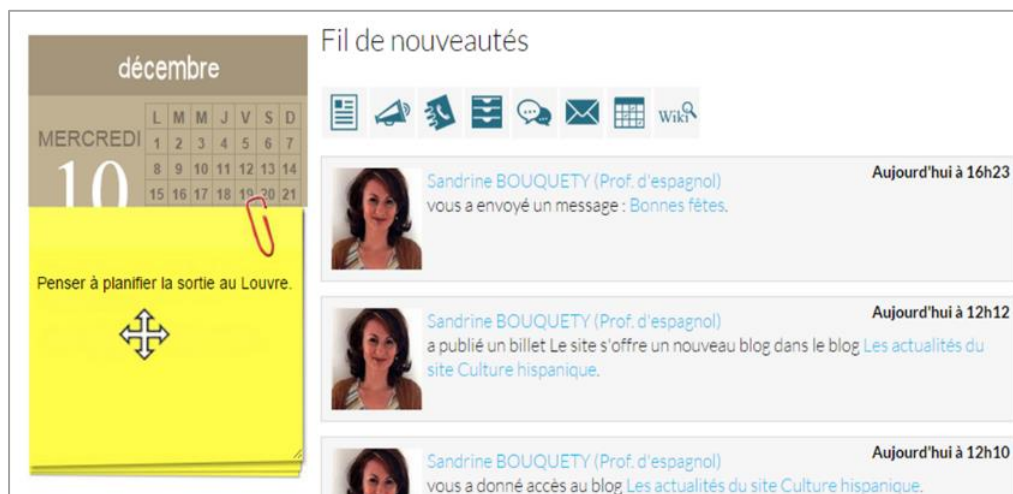 décembre
MERCREDI
10
L M M J V S D
1 2 3 4 5 6 7
8 9 10 11 12 13 14
15 16 17 18 19 20 21
Penser à planifier la sortie au Louvre.
Fil de nouveautés
Wiki
Sandrine BOUQUETY (Prof. d'espagnol)
Aujourd'hui à 16h23
vous a envoyé un message : Bonnes fêtes.
Sandrine BOUQUETY (Prof. d'espagnol)
Aujourd'hui à 12h12
a publié un billet Le site s'offre un nouveau blog dans le blog Les actualités du
site Culture hispanique.
Sandrine BOUQUETY (Prof. d'espagnol)
Aujourd'hui à 12h10
vous a donné accès au blog Les actualités du site Culture hispanique.